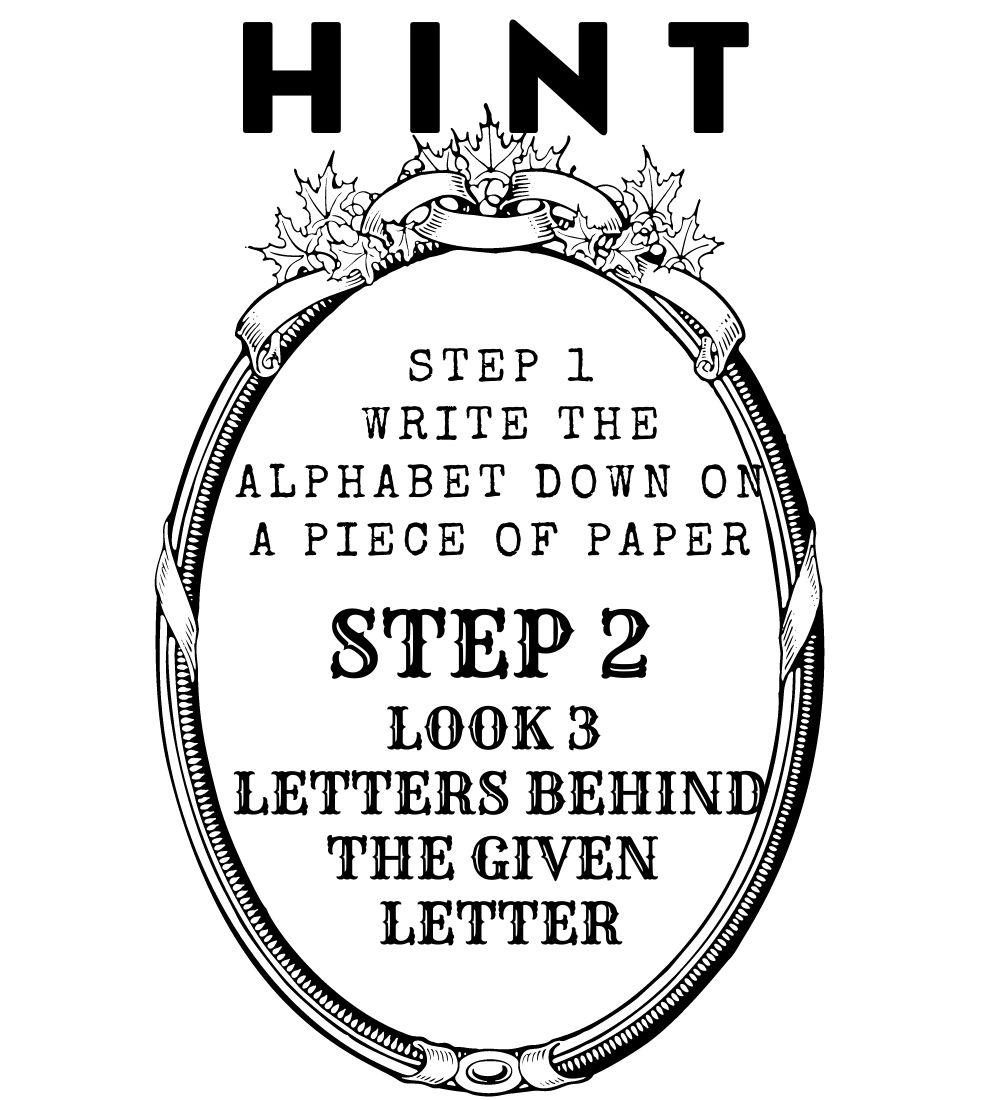 HINT
STEP 1
WRITE THE
ALPHABET DOWN ON
A PIECE OF PAPER
STEP 2
LOOK 3
LETTERS BEHIND
THE GIVEN
LETTER